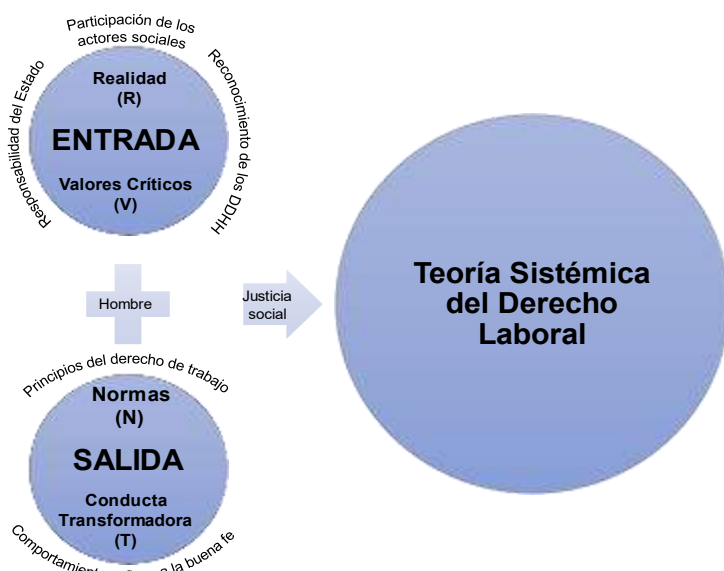 Participación de los
actores sociales
Responsabilidad del Estado
Reconocimiento de los DDHH
Realidad
(R)
ENTRADA
Valores Críticos
(V)
Hombre
Justicia
social
Teoría Sistémica
del Derecho
Laboral
Principios del derecho de trabajo
Normas
(N)
SALIDA
Conducta
Transformadora
(T)
a la buena fe